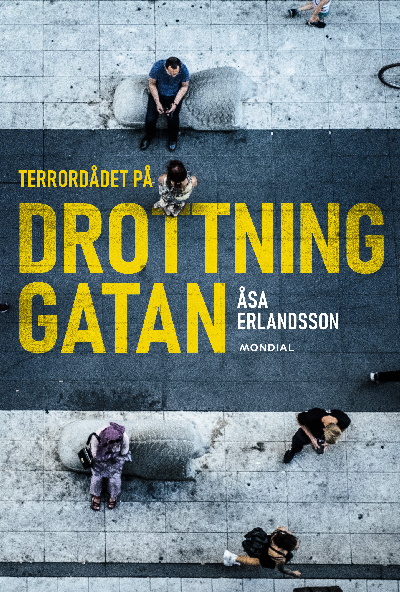 TERRORDÅDET PÅ
DROTTNING
GATAN
ÅSA
ERLANDSSON
MONDIAL